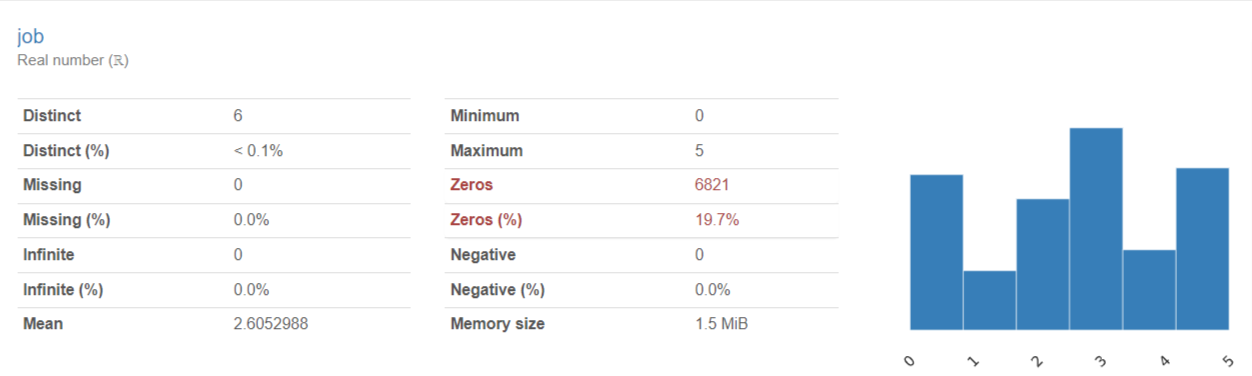 job
Real number (ℝ)
Distinct 6
Distinct (%) < 0.1%
Missing 0
Missing (%) 0.0%
Infinite 0
Infinite (%) 0.0%
Mean 2.6052988
Minimum 0
Maximum 5
Zeros 6821
Zeros (%) 19.7%
Negative 0
Negative (%) 0.0%
Memory size 1.5 MiB
0 1 2 3 4 5